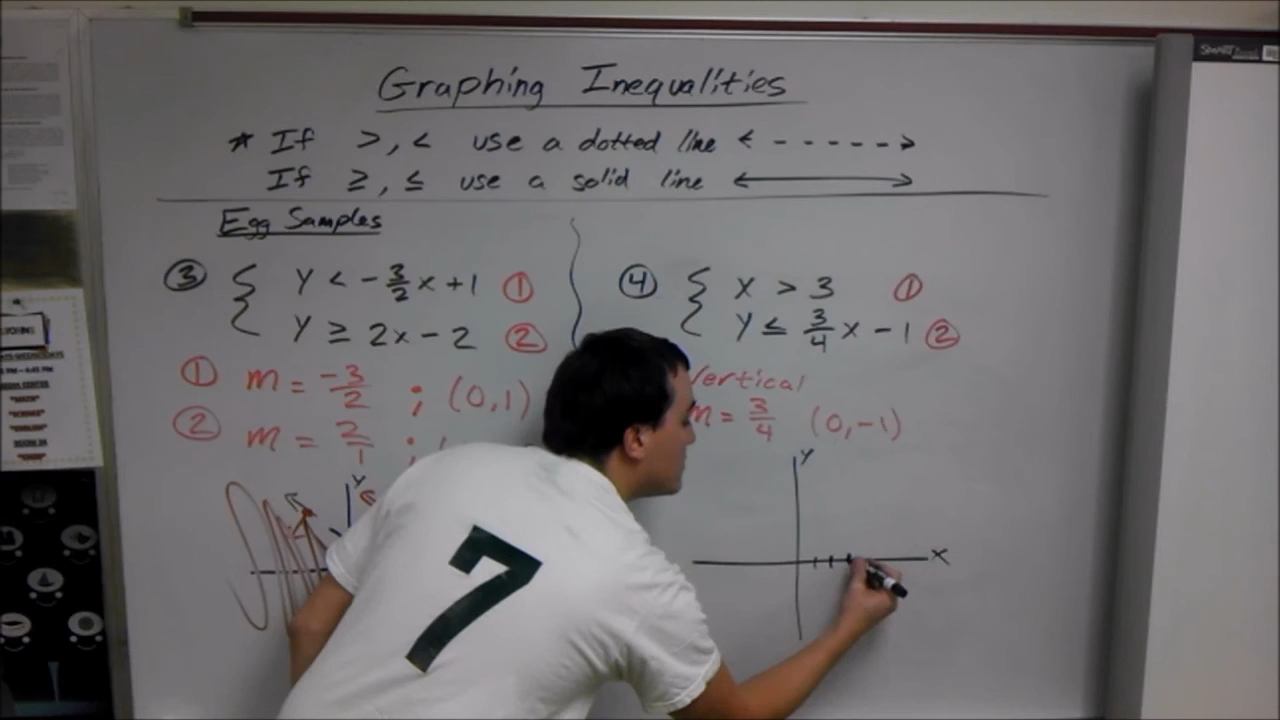 Graphing Inequalities
* If >, < use a dotted line
If ≥, ≤ use a solid line
Egg Samples
③ { y < -3/2 x + 1 ①
y ≥ 2x - 2 ②
① m = -3/2 ; (0,1)
② m = 2/1 ; (
④ { x > 3 ①
y ≤ 3/4 x - 1 ②
Vertical
m = 3/4 (0,-1)
y
x
y
7
SMART